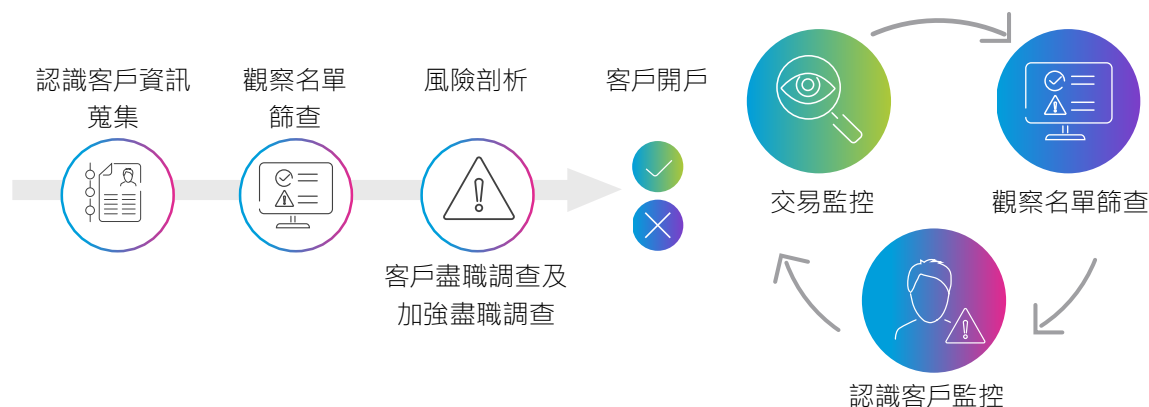 認識客戶資訊
蒐集
觀察名單
篩查
風險剖析
客戶盡職調查及
加強盡職調查
客戶開戶
交易監控
觀察名單篩查
認識客戶監控